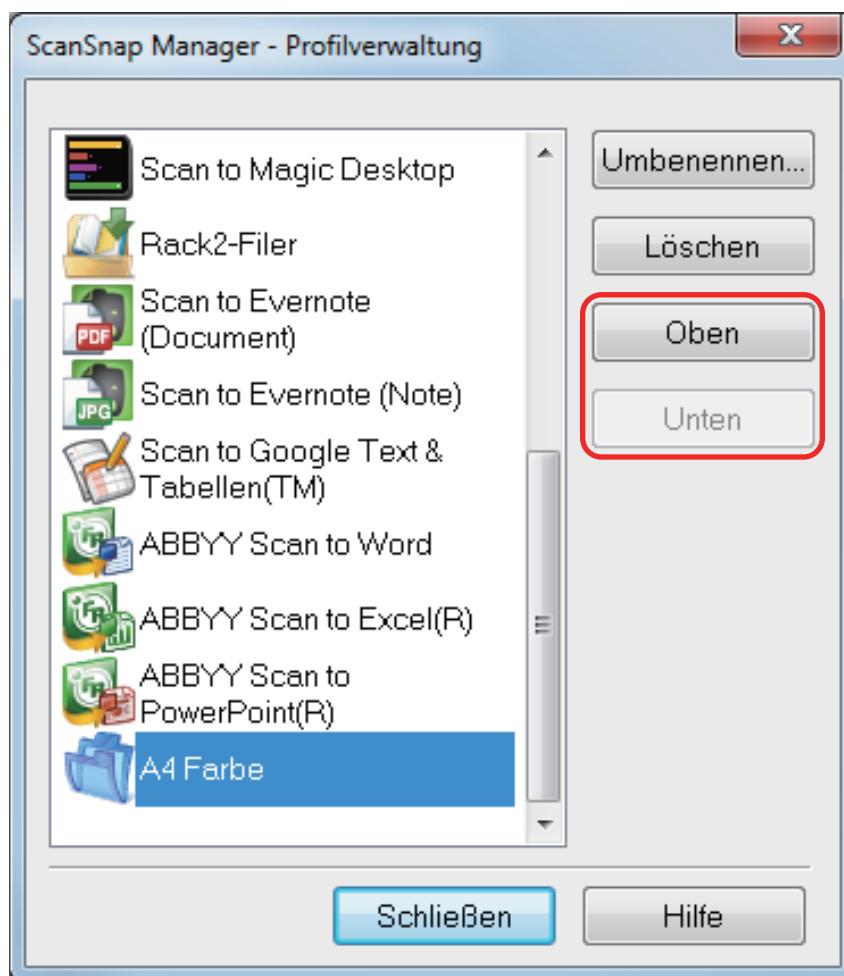 ScanSnap Manager - Profilverwaltung
Scan to Magic Desktop
Rack2-Filer
Scan to Evernote
(Document)
PDF
Scan to Evernote (Note)
JPG
Scan to Google Text &
Tabellen(TM)
ABBYY Scan to Word
ABBYY Scan to Excel(R)
ABBYY Scan to
PowerPoint(R)
A4 Farbe
Umbenennen...
Löschen
Oben
Unten
Schließen
Hilfe